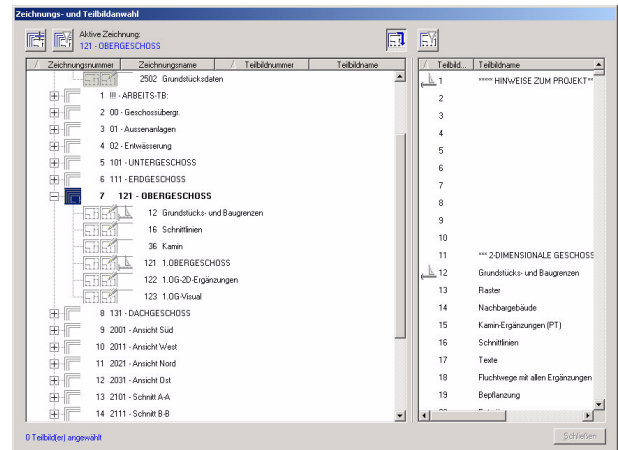 Zeichnungs- und Teilbildanwahl
Aktive Zeichnung:
121 - OBERGESCHOSS
Zeichnungsnummer Zeichnungsname Teilbildnummer Teilbildname
2502 Grundstücksdaten
1 !!! - ARBEITS-TB:
2 00 - Geschossübergr.
3 01 - Aussenanlagen
4 02 - Entwässerung
5 101 - UNTERGESCHOSS
6 111 - ERDGESCHOSS
7 121 - OBERGESCHOSS
12 Grundstücks- und Baugrenzen
16 Schnittlinien
36 Kamin
121 1.OBERGESCHOSS
122 1.OG-2D-Ergänzungen
123 1.OG-Visual
8 131 - DACHGESCHOSS
9 2001 - Ansicht Süd
10 2011 - Ansicht West
11 2021 - Ansicht Nord
12 2031 - Ansicht Ost
13 2101 - Schnitt A-A
14 2111 - Schnitt B-B
0 Teilbild(er) angewählt
Teilbild... Teilbildname
1 **** HINWEISE ZUM PROJEKT**
2
3
4
5
6
7
8
9
10
11 *** 2-DIMENSIONALE GESCHOSS
12 Grundstücks- und Baugrenzen
13 Raster
14 Nachbargebäude
15 Kamin-Ergänzungen (PT)
16 Schnittlinien
17 Texte
18 Fluchtwege mit allen Ergänzungen
19 Bepflanzung
Schließen